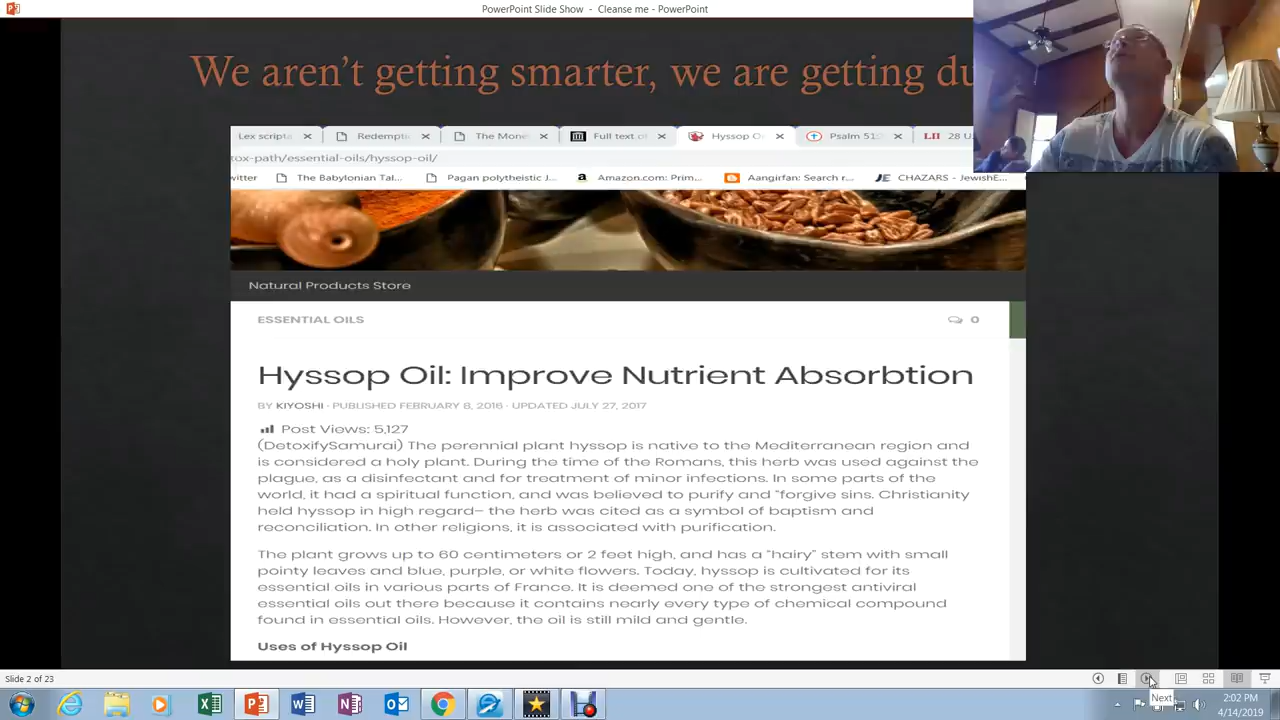 PowerPoint Slide Show - Cleanse me - PowerPoint
We aren't getting smarter, we are getting du
Lex scripta Redempti The Mone Full text of Hyssop O Psalm 51: LII 28 U
tox-path/essential-oils/hyssop-oil/
witter The Babylonian Tal... Pagan polytheistic J... Amazon.com: Prim... Aangirfan: Search r... JE CHAZARS - JewishE...
Natural Products Store
ESSENTIAL OILS 0
Hyssop Oil: Improve Nutrient Absorbtion
BY KIYOSHI · PUBLISHED FEBRUARY 8, 2016 · UPDATED JULY 27, 2017
Post Views: 5,127
(DetoxifySamurai) The perennial plant hyssop is native to the Mediterranean region and
is considered a holy plant. During the time of the Romans, this herb was used against the
plague, as a disinfectant and for treatment of minor infections. In some parts of the
world, it had a spiritual function, and was believed to purify and "forgive sins. Christianity
held hyssop in high regard– the herb was cited as a symbol of baptism and
reconciliation. In other religions, it is associated with purification.
The plant grows up to 60 centimeters or 2 feet high, and has a "hairy" stem with small
pointy leaves and blue, purple, or white flowers. Today, hyssop is cultivated for its
essential oils in various parts of France. It is deemed one of the strongest antiviral
essential oils out there because it contains nearly every type of chemical compound
found in essential oils. However, the oil is still mild and gentle.
Uses of Hyssop Oil
Slide 2 of 23
Next
2:02 PM
4/14/2019